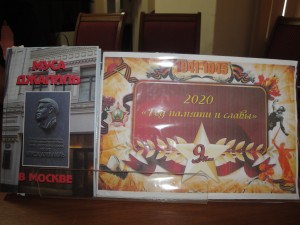 МУСА
ДЖАЛИЛЬ
В МОСКВЕ
1941-1945
2020
«Год памяти и славы»
9